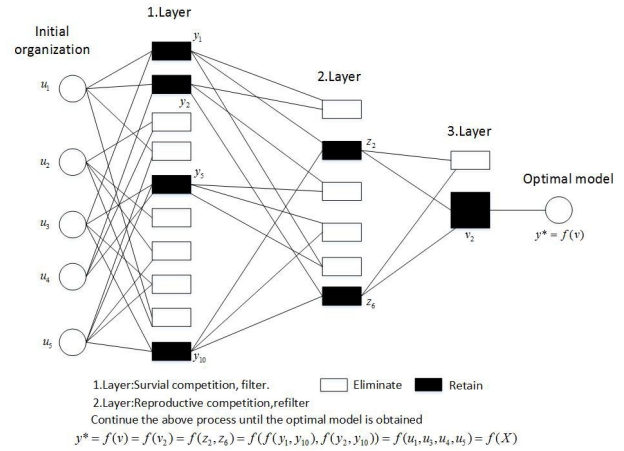 1.Layer
Initial
organization
y1
2.Layer
u1
y2
3.Layer
z2
u2
y5
Optimal model
u3
v2
y* = f(v)
u4
z6
u5
y10
1.Layer:Survial competition, filter.
Eliminate
Retain
2.Layer:Reproductive competition,refilter
Continue the above process until the optimal model is obtained
y* = f(v) = f(v2) = f(z2, z6) = f(f(y1, y10), f(y2, y10)) = f(u1, u3, u4, u5) = f(X)